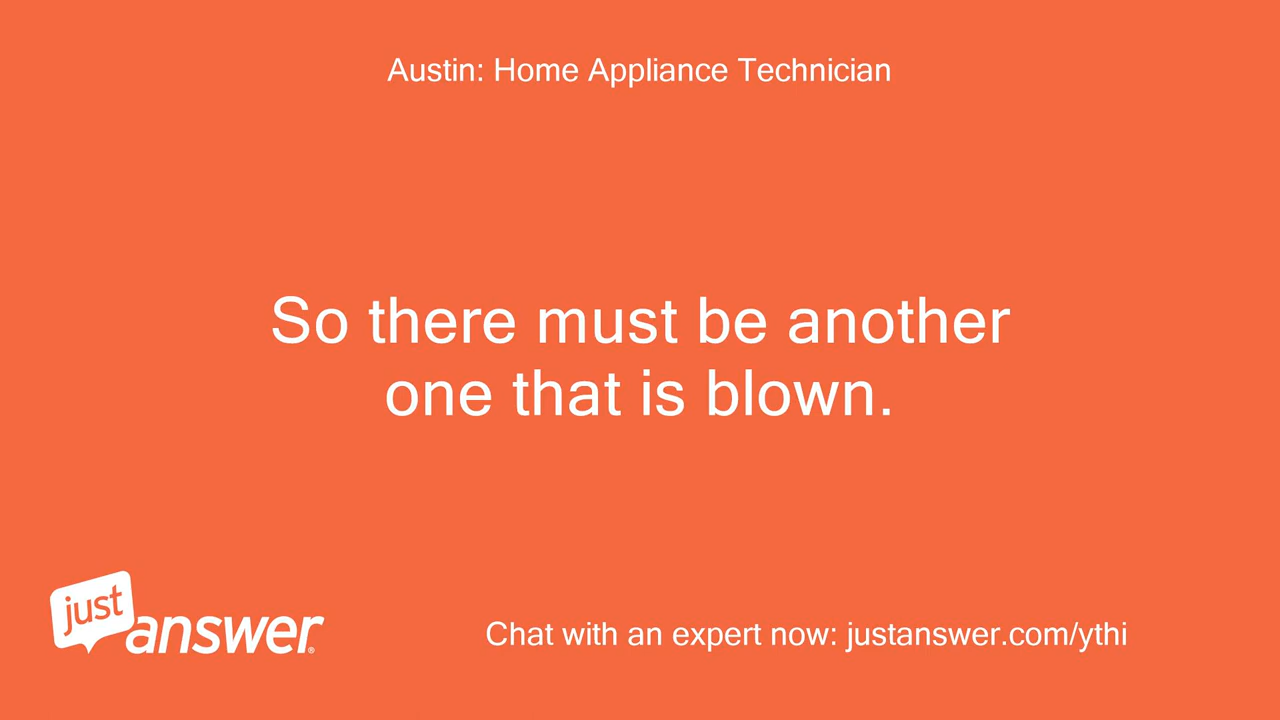 Austin: Home Appliance Technician
So there must be another
one that is blown.
just
answer®
Chat with an expert now: justanswer.com/ythi